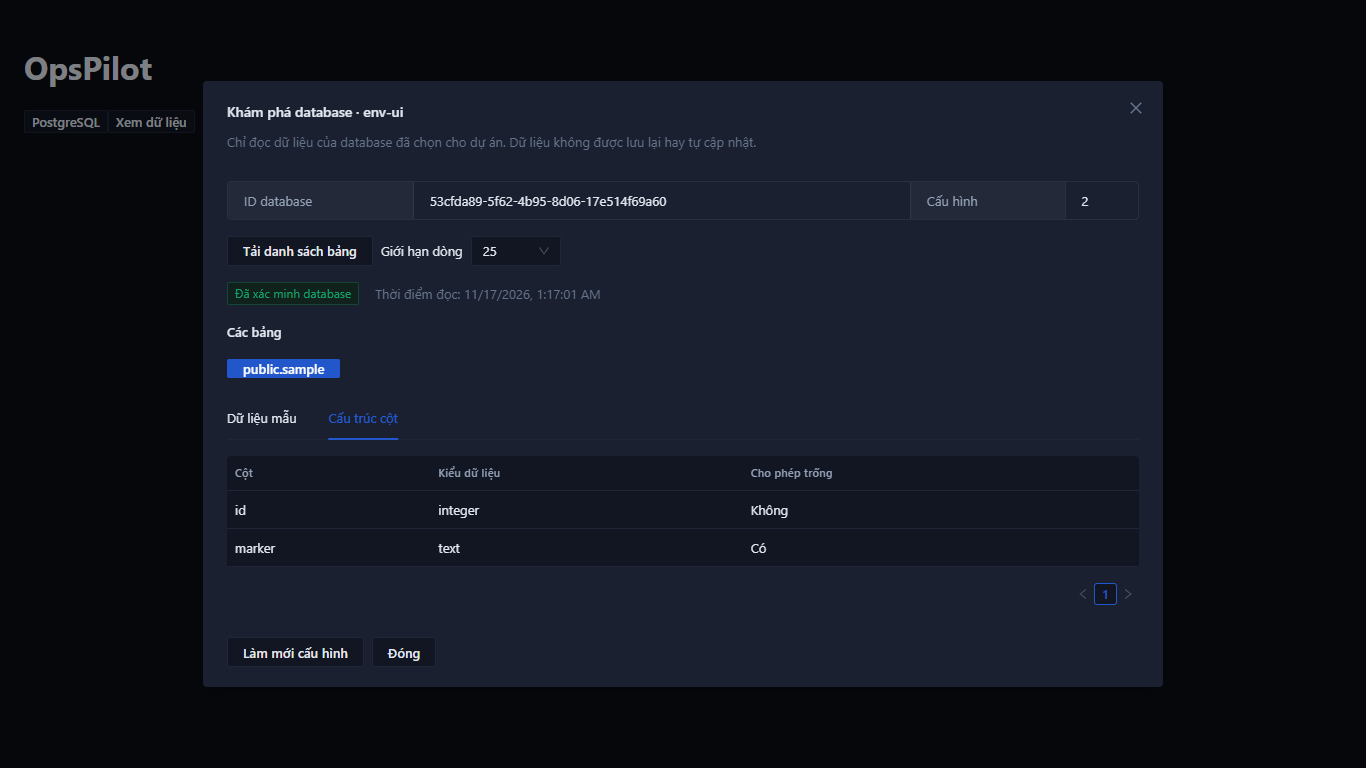 OpsPilot
PostgreSQL Xem dữ liệu
Khám phá database · env-ui
Chỉ đọc dữ liệu của database đã chọn cho dự án. Dữ liệu không được lưu lại hay tự cập nhật.
ID database 53cfda89-5f62-4b95-8d06-17e514f69a60 Cấu hình 2
Tải danh sách bảng Giới hạn dòng 25
Đã xác minh database Thời điểm đọc: 11/17/2026, 1:17:01 AM
Các bảng
public.sample
Dữ liệu mẫu Cấu trúc cột
Cột Kiểu dữ liệu Cho phép trống
id integer Không
marker text Có
1
Làm mới cấu hình Đóng